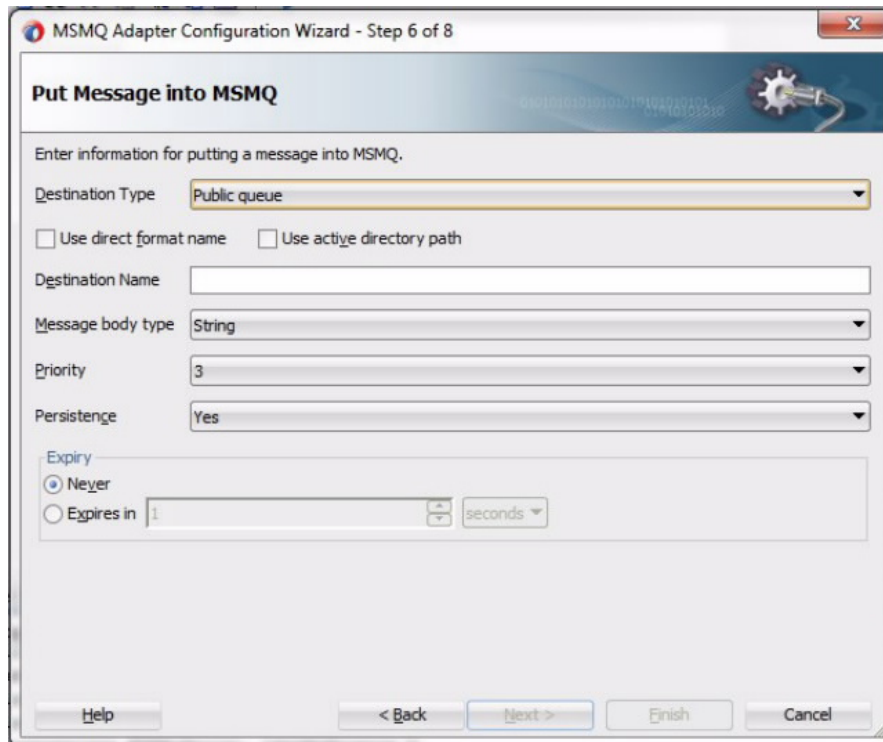 MSMQ Adapter Configuration Wizard - Step 6 of 8
Put Message into MSMQ
Enter information for putting a message into MSMQ.
Destination Type Public queue
Use direct format name Use active directory path
Destination Name
Message body type String
Priority 3
Persistence Yes
Expiry
Never
Expires in 1 seconds
Help < Back Next > Finish Cancel